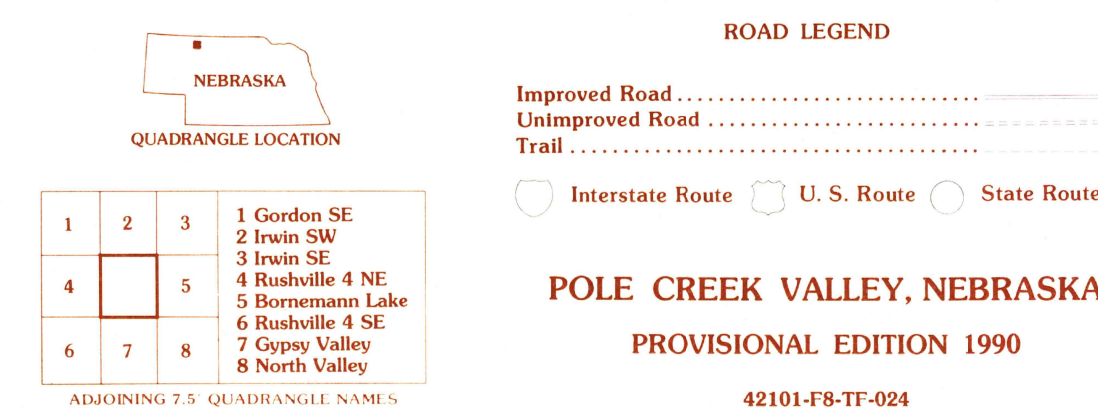 NEBRASKA
QUADRANGLE LOCATION
1 2 3
4 5
6 7 8
1 Gordon SE
2 Irwin SW
3 Irwin SE
4 Rushville 4 NE
5 Bornemann Lake
6 Rushville 4 SE
7 Gypsy Valley
8 North Valley
ADJOINING 7.5' QUADRANGLE NAMES
ROAD LEGEND
Improved Road
Unimproved Road
Trail
Interstate Route U. S. Route State Route
POLE CREEK VALLEY, NEBRASKA
PROVISIONAL EDITION 1990
42101-F8-TF-024